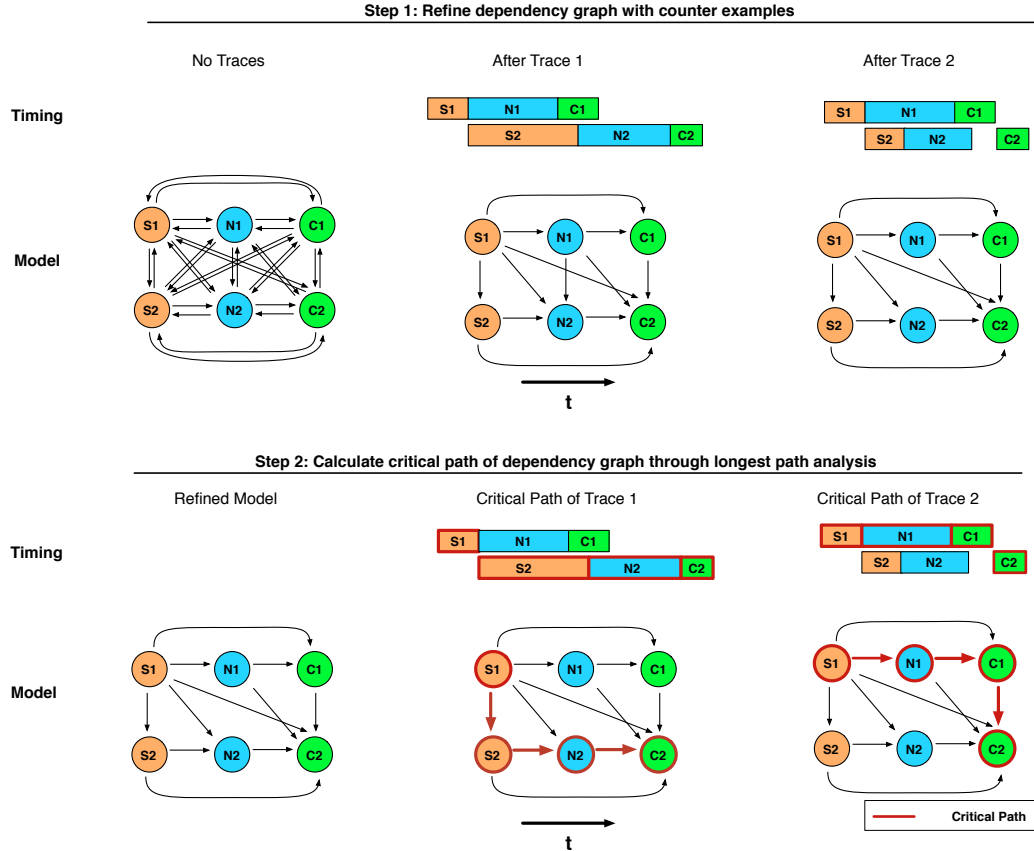 Step 1: Refine dependency graph with counter examples
No Traces
After Trace 1
After Trace 2
Timing
S1 N1 C1
S2 N2 C2
S1 N1 C1
S2 N2 C2
Model
S1 N1 C1
S2 N2 C2
S1 N1 C1
S2 N2 C2
S1 N1 C1
S2 N2 C2
t
Step 2: Calculate critical path of dependency graph through longest path analysis
Refined Model
Critical Path of Trace 1
Critical Path of Trace 2
Timing
S1 N1 C1
S2 N2 C2
S1 N1 C1
S2 N2 C2
Model
S1 N1 C1
S2 N2 C2
S1 N1 C1
S2 N2 C2
S1 N1 C1
S2 N2 C2
Critical Path
t